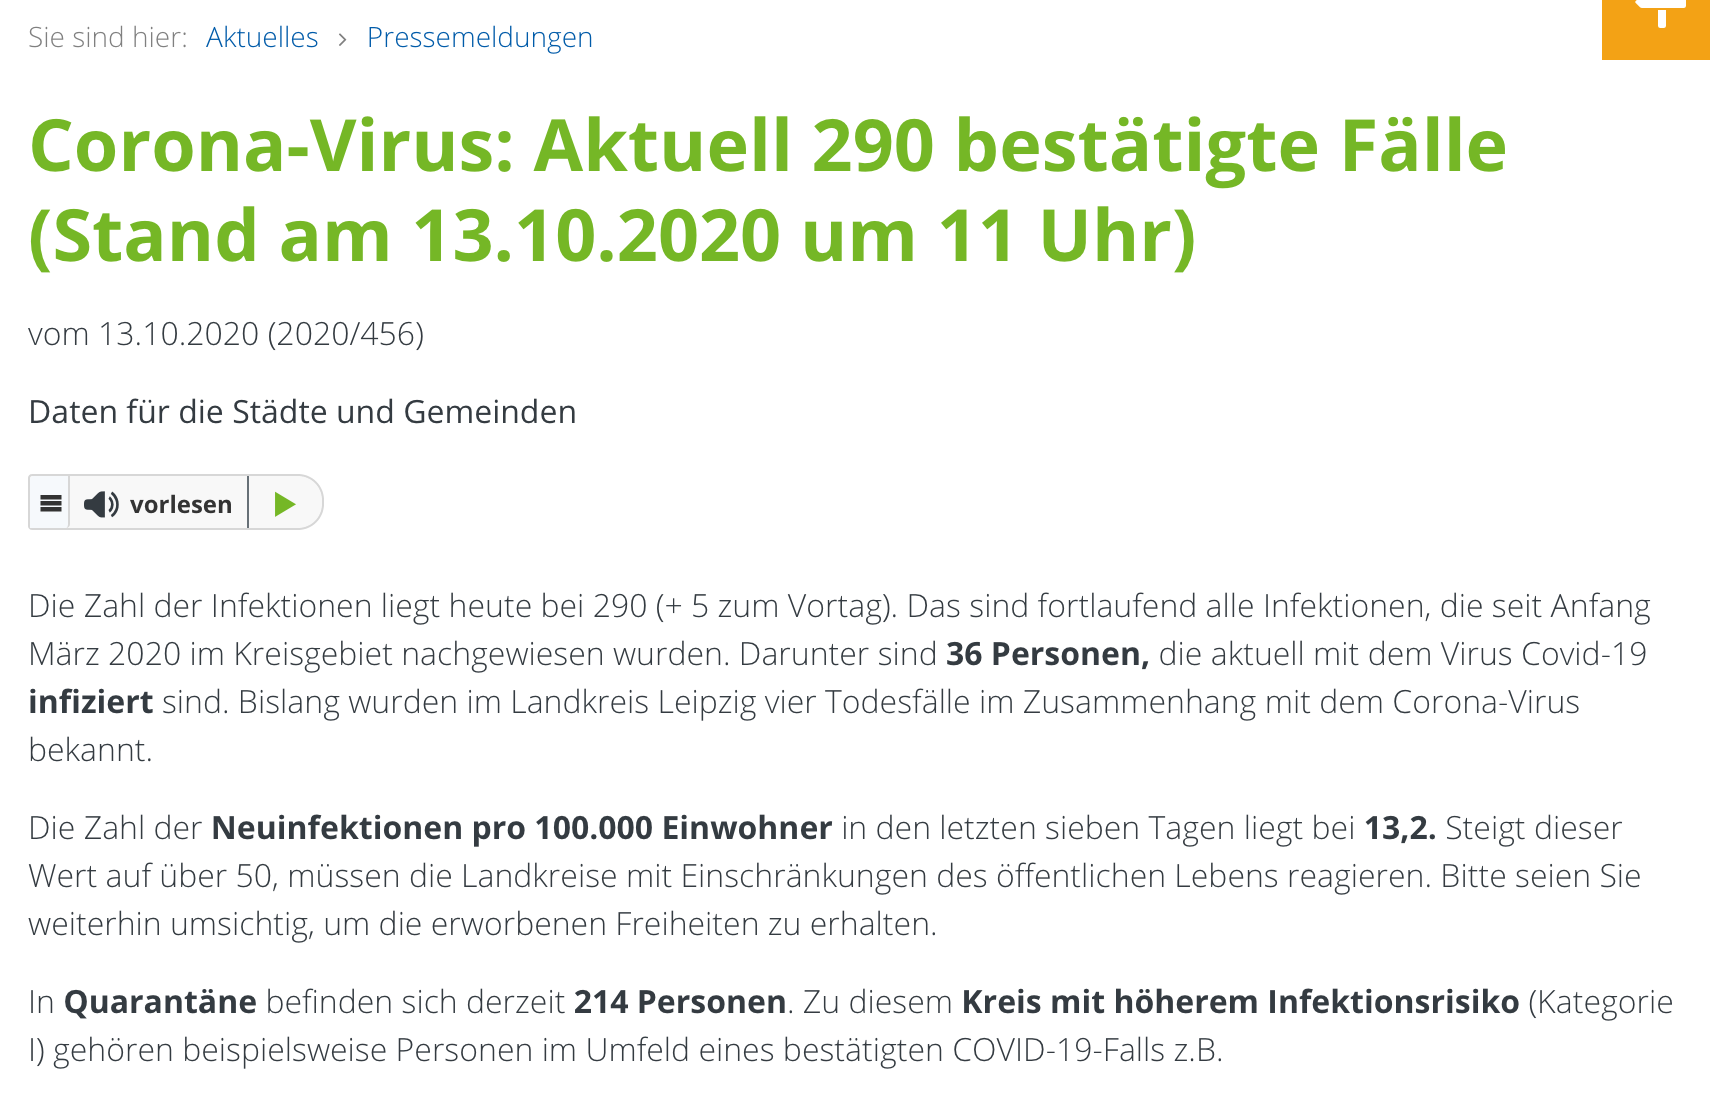 Sie sind hier: Aktuelles › Pressemeldungen
Corona-Virus: Aktuell 290 bestätigte Fälle
(Stand am 13.10.2020 um 11 Uhr)
vom 13.10.2020 (2020/456)
Daten für die Städte und Gemeinden
vorlesen
Die Zahl der Infektionen liegt heute bei 290 (+ 5 zum Vortag). Das sind fortlaufend alle Infektionen, die seit Anfang
März 2020 im Kreisgebiet nachgewiesen wurden. Darunter sind 36 Personen, die aktuell mit dem Virus Covid-19
infiziert sind. Bislang wurden im Landkreis Leipzig vier Todesfälle im Zusammenhang mit dem Corona-Virus
bekannt.
Die Zahl der Neuinfektionen pro 100.000 Einwohner in den letzten sieben Tagen liegt bei 13,2. Steigt dieser
Wert auf über 50, müssen die Landkreise mit Einschränkungen des öffentlichen Lebens reagieren. Bitte seien Sie
weiterhin umsichtig, um die erworbenen Freiheiten zu erhalten.
In Quarantäne befinden sich derzeit 214 Personen. Zu diesem Kreis mit höherem Infektionsrisiko (Kategorie
I) gehören beispielsweise Personen im Umfeld eines bestätigten COVID-19-Falls z.B.